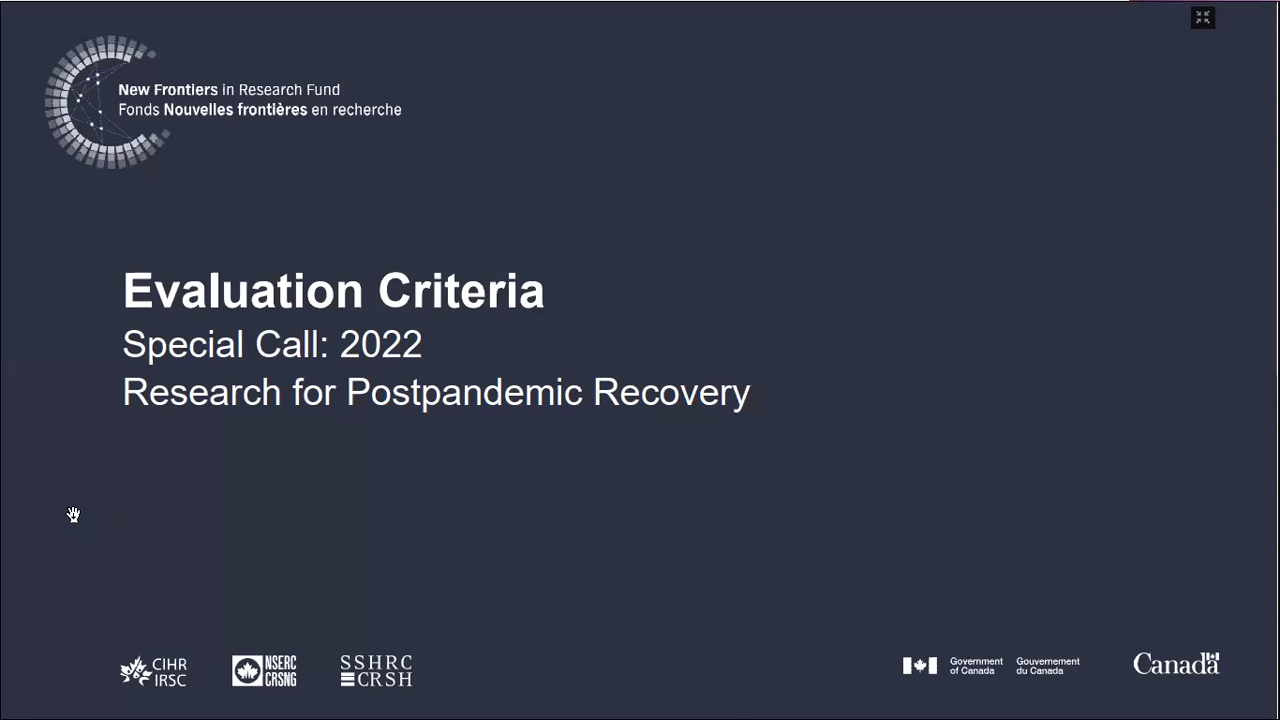 New Frontiers in Research Fund
Fonds Nouvelles frontières en recherche
Evaluation Criteria
Special Call: 2022
Research for Postpandemic Recovery
CIHR
IRSC
NSERC
CRSNG
SSHRC
CRSH
Government
of Canada
Gouvernement
du Canada
Canada